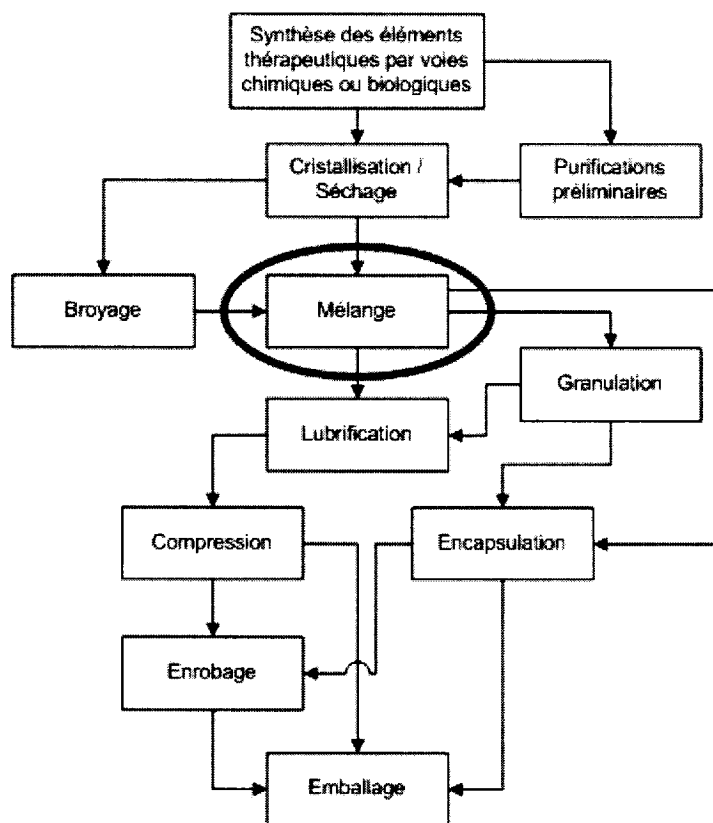 Synthèse des éléments
thérapeutiques par voies
chimiques ou biologiques
Cristallisation /
Séchage
Purifications
préliminaires
Broyage
Mélange
Granulation
Lubrification
Compression
Encapsulation
Enrobage
Emballage